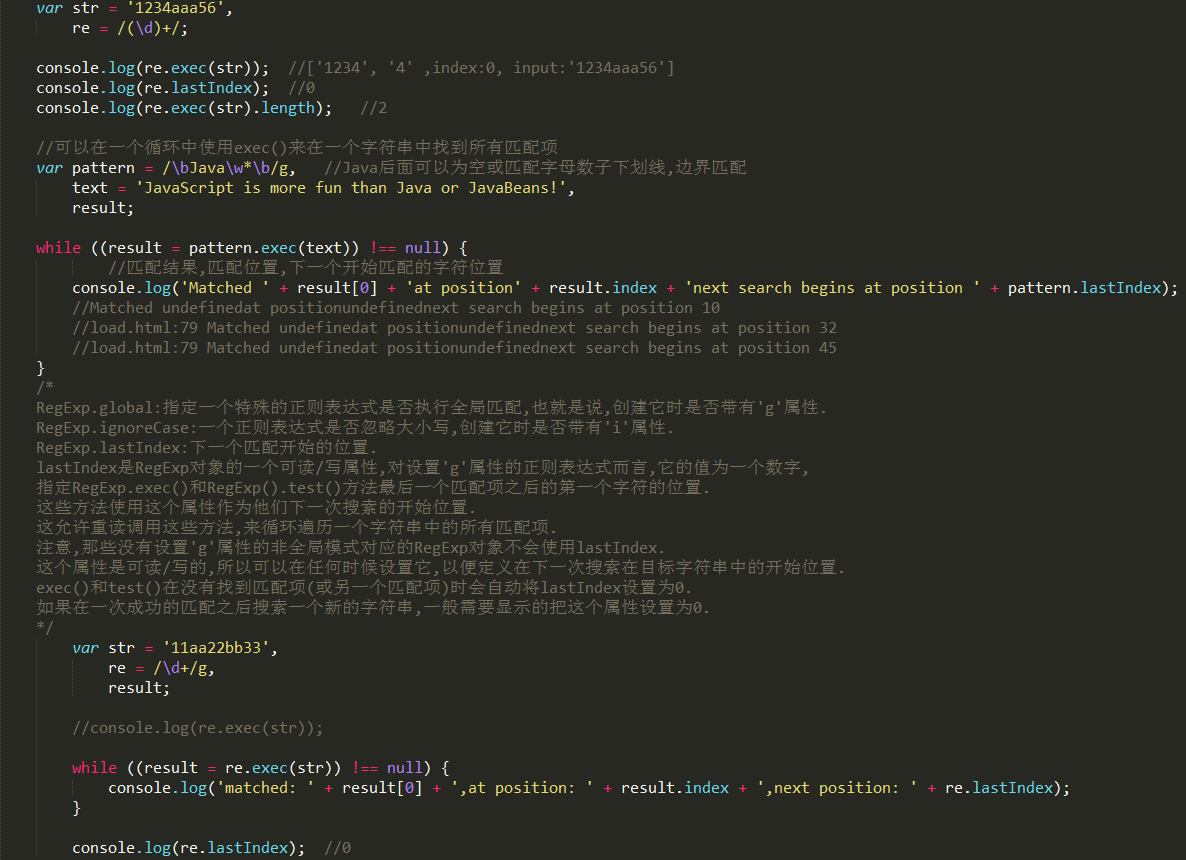 var str = '1234aaa56',
re = /(\d)+/;
console.log(re.exec(str)); //['1234', '4' ,index:0, input:'1234aaa56']
console.log(re.lastIndex); //0
console.log(re.exec(str).length); //2
//可以在一个循环中使用exec()来在一个字符串中找到所有匹配项
var pattern = /\bJava\w*\b/g, //Java后面可以为空或匹配字母数子下划线,边界匹配
text = 'JavaScript is more fun than Java or JavaBeans!',
result;
while ((result = pattern.exec(text)) !== null) {
//匹配结果,匹配位置,下一个开始匹配的字符位置
console.log('Matched ' + result[0] + 'at position' + result.index + 'next search begins at position ' + pattern.lastIndex);
//Matched undefinedat positionundefinednext search begins at position 10
//load.html:79 Matched undefinedat positionundefinednext search begins at position 32
//load.html:79 Matched undefinedat positionundefinednext search begins at position 45
}
/*
RegExp.global:指定一个特殊的正则表达式是否执行全局匹配,也就是说,创建它时是否带有'g'属性.
RegExp.ignoreCase:一个正则表达式是否忽略大小写,创建它时是否带有'i'属性.
RegExp.lastIndex:下一个匹配开始的位置.
lastIndex是RegExp对象的一个可读/写属性,对设置'g'属性的正则表达式而言,它的值为一个数字,
指定RegExp.exec()和RegExp().test()方法最后一个匹配项之后的第一个字符的位置.
这些方法使用这个属性作为他们下一次搜索的开始位置.
这允许重读调用这些方法,来循环遍历一个字符串中的所有匹配项.
注意,那些没有设置'g'属性的非全局模式对应的RegExp对象不会使用lastIndex.
这个属性是可读/写的,所以可以在任何时候设置它,以便定义在下一次搜索在目标字符串中的开始位置.
exec()和test()在没有找到匹配项(或另一个匹配项)时会自动将lastIndex设置为0.
如果在一次成功的匹配之后搜索一个新的字符串,一般需要显示的把这个属性设置为0.
*/
var str = '11aa22bb33',
re = /\d+/g,
result;
//console.log(re.exec(str));
while ((result = re.exec(str)) !== null) {
console.log('matched: ' + result[0] + ',at position: ' + result.index + ',next position: ' + re.lastIndex);
}
console.log(re.lastIndex); //0